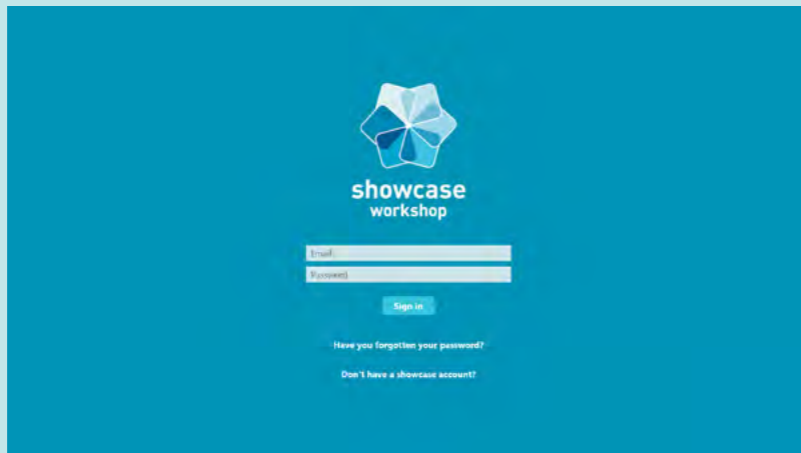 showcase
workshop
Email
Password
Sign in
Have you forgotten your password?
Don't have a showcase account?